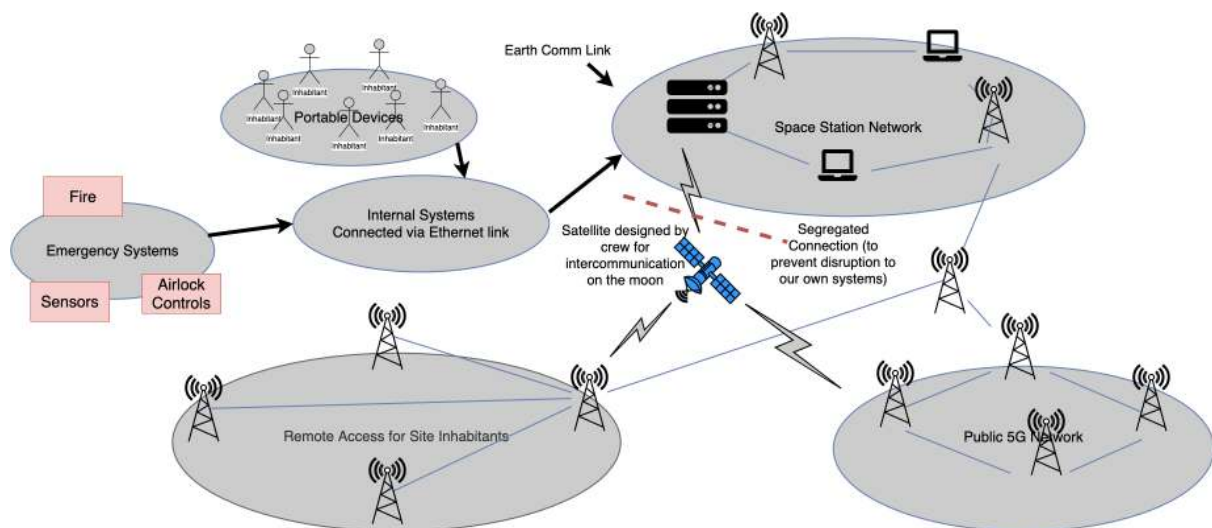 Earth Comm Link
Inhabitant
Inhabitant
Inhabitant
Inhabitant
Inhabitant
Inhabitant
Inhabitant
Portable Devices
Space Station Network
Fire
Emergency Systems
Sensors
Airlock
Controls
Internal Systems
Connected via Ethernet link
Satellite designed by
crew for
intercommunication
on the moon
Segregated
Connection (to
prevent disruption to
our own systems)
Remote Access for Site Inhabitants
Public 5G Network